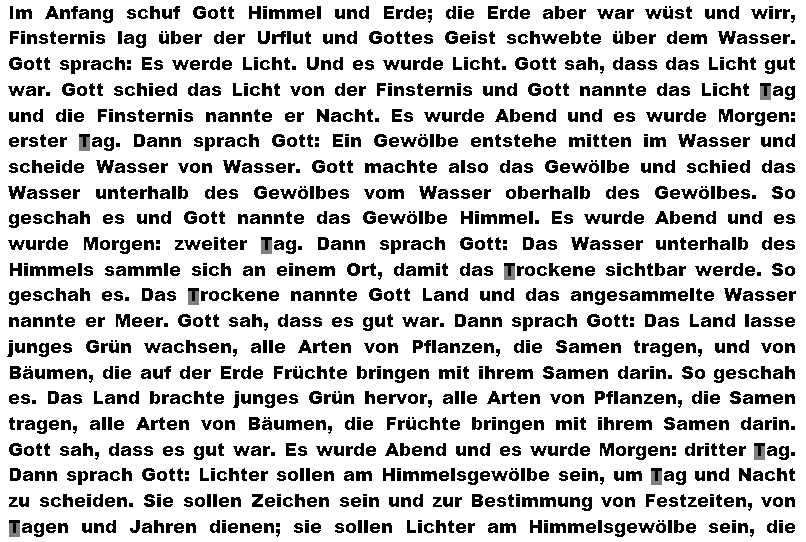 Im Anfang schuf Gott Himmel und Erde; die Erde aber war wüst und wirr,
Finsternis lag über der Urflut und Gottes Geist schwebte über dem Wasser.
Gott sprach: Es werde Licht. Und es wurde Licht. Gott sah, dass das Licht gut
war. Gott schied das Licht von der Finsternis und Gott nannte das Licht Tag
und die Finsternis nannte er Nacht. Es wurde Abend und es wurde Morgen:
erster Tag. Dann sprach Gott: Ein Gewölbe entstehe mitten im Wasser und
scheide Wasser von Wasser. Gott machte also das Gewölbe und schied das
Wasser unterhalb des Gewölbes vom Wasser oberhalb des Gewölbes. So
geschah es und Gott nannte das Gewölbe Himmel. Es wurde Abend und es
wurde Morgen: zweiter Tag. Dann sprach Gott: Das Wasser unterhalb des
Himmels sammle sich an einem Ort, damit das Trockene sichtbar werde. So
geschah es. Das Trockene nannte Gott Land und das angesammelte Wasser
nannte er Meer. Gott sah, dass es gut war. Dann sprach Gott: Das Land lasse
junges Grün wachsen, alle Arten von Pflanzen, die Samen tragen, und von
Bäumen, die auf der Erde Früchte bringen mit ihrem Samen darin. So geschah
es. Das Land brachte junges Grün hervor, alle Arten von Pflanzen, die Samen
tragen, alle Arten von Bäumen, die Früchte bringen mit ihrem Samen darin.
Gott sah, dass es gut war. Es wurde Abend und es wurde Morgen: dritter Tag.
Dann sprach Gott: Lichter sollen am Himmelsgewölbe sein, um Tag und Nacht
zu scheiden. Sie sollen Zeichen sein und zur Bestimmung von Festzeiten, von
Tagen und Jahren dienen; sie sollen Lichter am Himmelsgewölbe sein, die